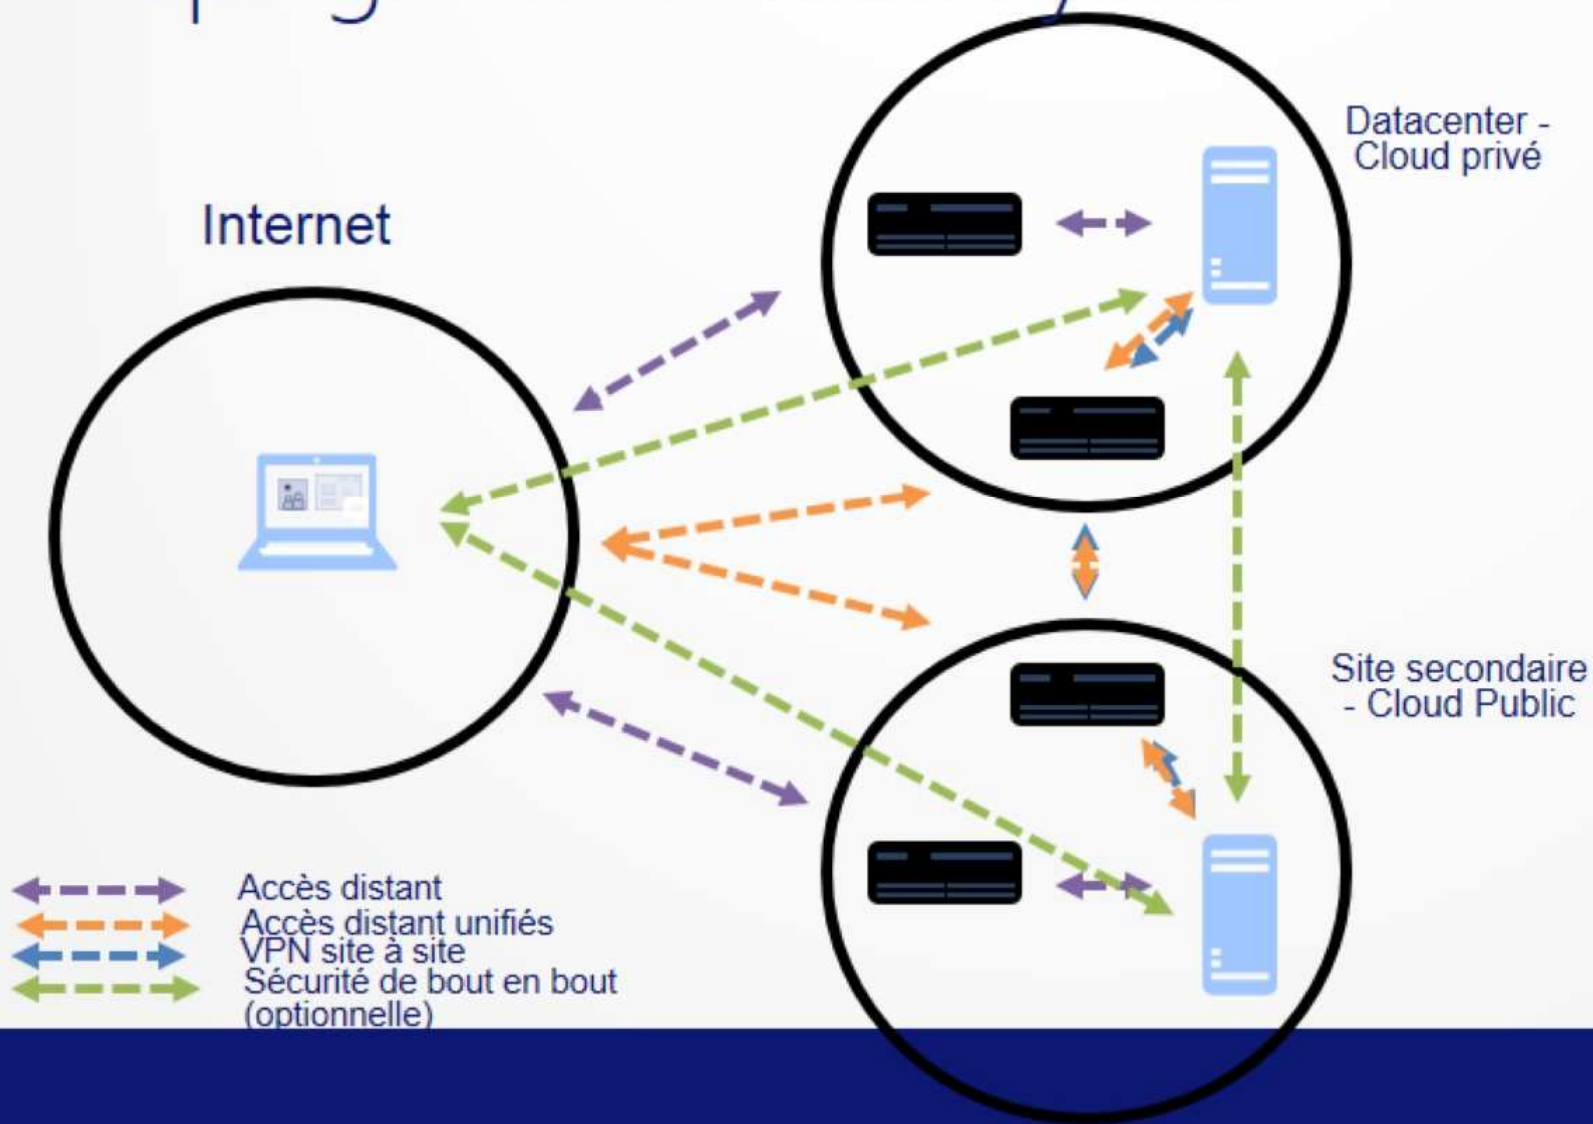 Internet
Datacenter -
Cloud privé
Site secondaire
- Cloud Public
Accès distant
Accès distant unifiés
VPN site à site
Sécurité de bout en bout
(optionnelle)